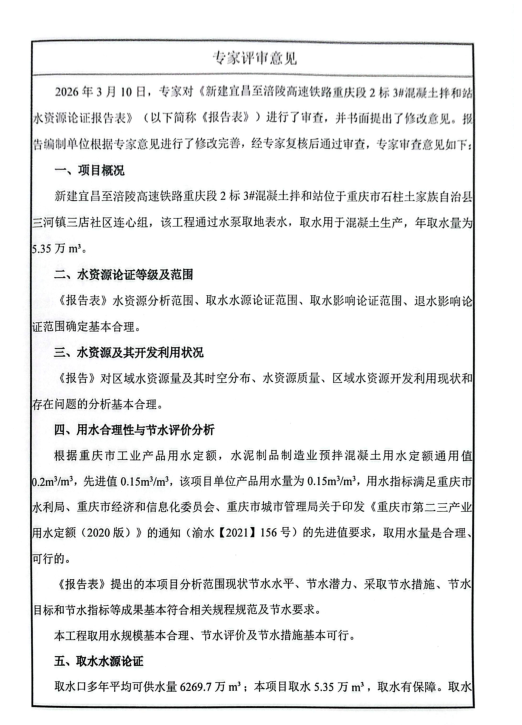 专家评审意见
2026 年 3 月 10 日，专家对《新建宜昌至涪陵高速铁路重庆段 2 标 3#混凝土拌和站
水资源论证报告表》（以下简称《报告表》）进行了审查，并书面提出了修改意见。报
告编制单位根据专家意见进行了修改完善，经专家复核后通过审查，专家审查意见如下：
一、项目概况
新建宜昌至涪陵高速铁路重庆段 2 标 3#混凝土拌和站位于重庆市石柱土家族自治县
三河镇三店社区连心组，该工程通过水泵取地表水，取水用于混凝土生产，年取水量为
5.35 万 m³。
二、水资源论证等级及范围
《报告表》水资源分析范围、取水水源论证范围、取水影响论证范围、退水影响论
证范围确定基本合理。
三、水资源及其开发利用状况
《报告》对区域水资源量及其时空分布、水资源质量、区域水资源开发利用现状和
存在问题的分析基本合理。
四、用水合理性与节水评价分析
根据重庆市工业产品用水定额，水泥制品制造业预拌混凝土用水定额通用值
0.2m³/m³，先进值 0.15m³/m³，该项目单位产品用水量为 0.15m³/m³，用水指标满足重庆市
水利局、重庆市经济和信息化委员会、重庆市城市管理局关于印发《重庆市第二三产业
用水定额（2020 版）》的通知（渝水【2021】156 号）的先进值要求，取用水量是合理、
可行的。
《报告表》提出的本项目分析范围现状节水水平、节水潜力、采取节水措施、节水
目标和节水指标等成果基本符合相关规程规范及节水要求。
本工程取用水规模基本合理、节水评价及节水措施基本可行。
五、取水水源论证
取水口多年平均可供水量 6269.7 万 m³；本项目取水 5.35 万 m³，取水有保障。取水